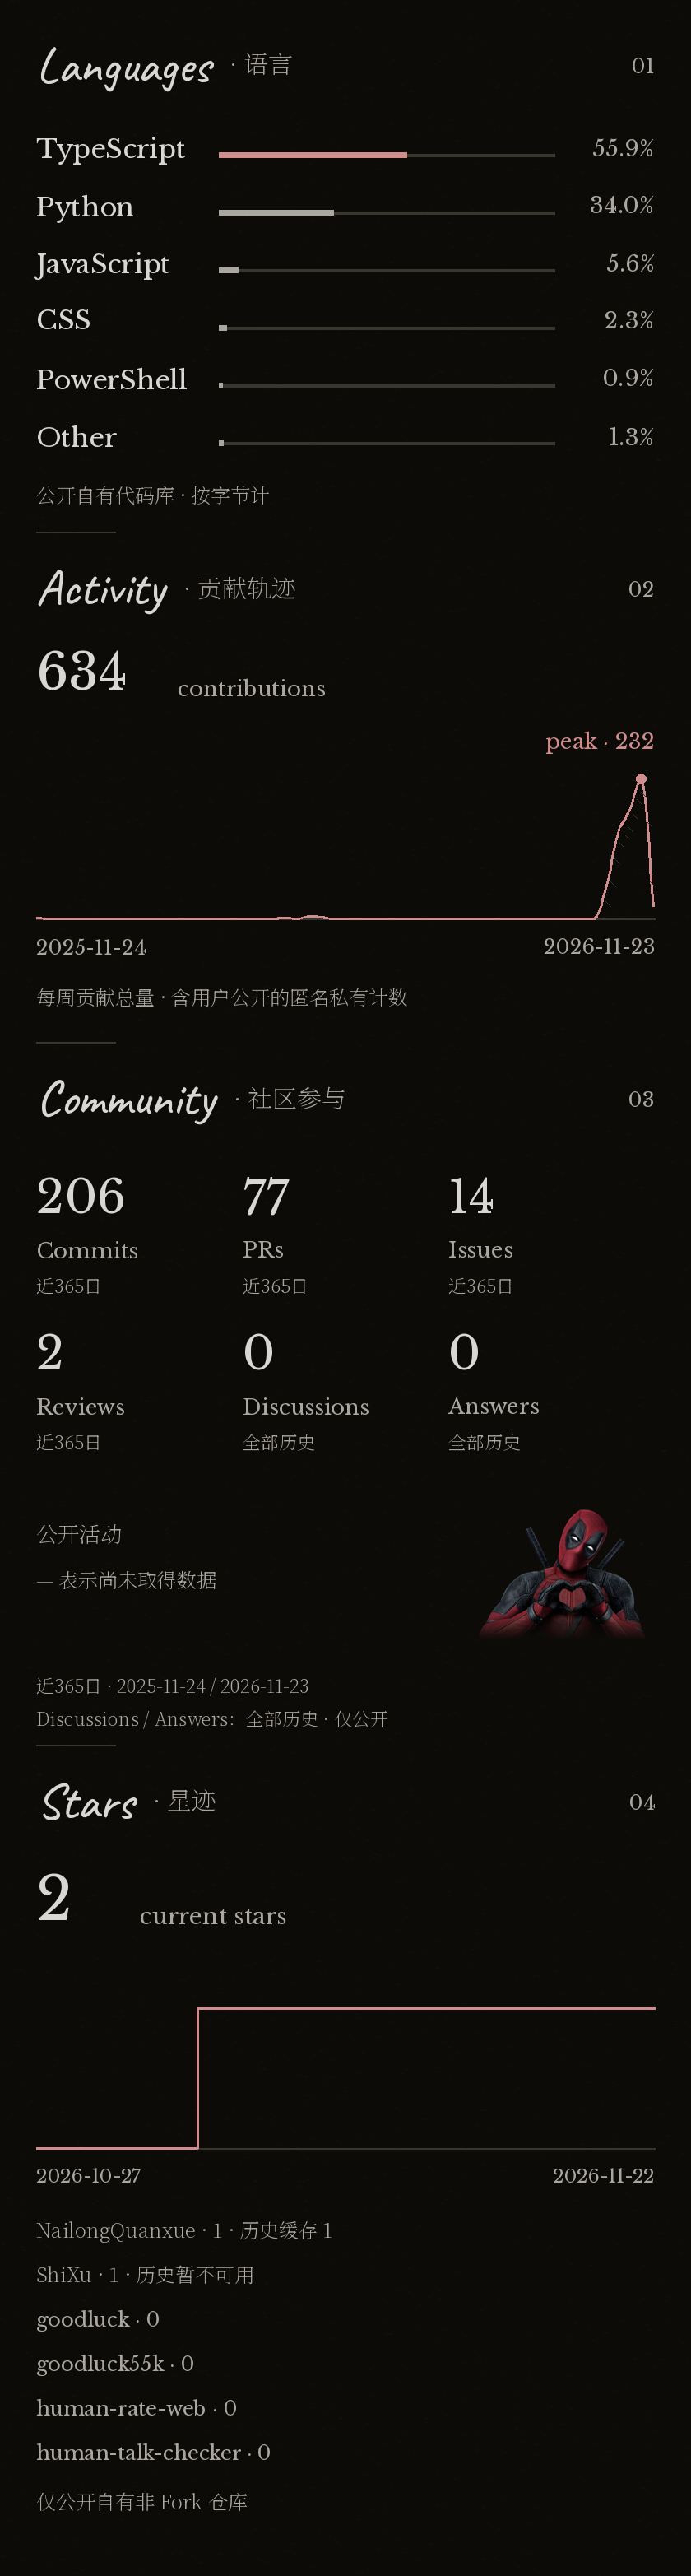 Languages · 语言 01
TypeScript 55.9%
Python 34.0%
JavaScript 5.6%
CSS 2.3%
PowerShell 0.9%
Other 1.3%
公开自有代码库 · 按字节计
Activity · 贡献轨迹 02
634 contributions
peak · 232
2025-11-24 2026-11-23
每周贡献总量 · 含用户公开的匿名私有计数
Community · 社区参与 03
206 77 14
Commits PRs Issues
近365日 近365日 近365日
2 0 0
Reviews Discussions Answers
近365日 全部历史 全部历史
公开活动
— 表示尚未取得数据
近365日 · 2025-11-24 / 2026-11-23
Discussions / Answers: 全部历史 · 仅公开
Stars · 星迹 04
2 current stars
2026-10-27 2026-11-22
NailongQuanxue · 1 · 历史缓存 1
ShiXu · 1 · 历史暂不可用
goodluck · 0
goodluck55k · 0
human-rate-web · 0
human-talk-checker · 0
仅公开自有非 Fork 仓库